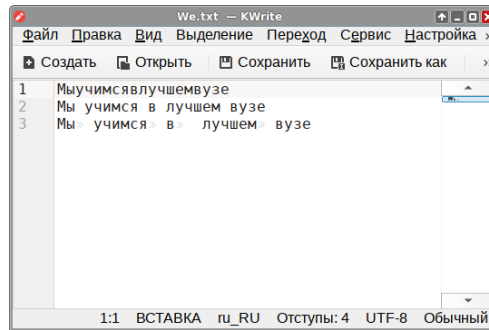 We.txt — KWrite
Файл Правка Вид Выделение Переход Сервис Настройка
Создать Открыть Сохранить Сохранить как
1 Мыучимсявлучшемвузе
2 Мы учимся в лучшем вузе
3 Мы» учимся» в» лучшем» вузе
1:1 ВСТАВКА ru_RU Отступы: 4 UTF-8 Обычный